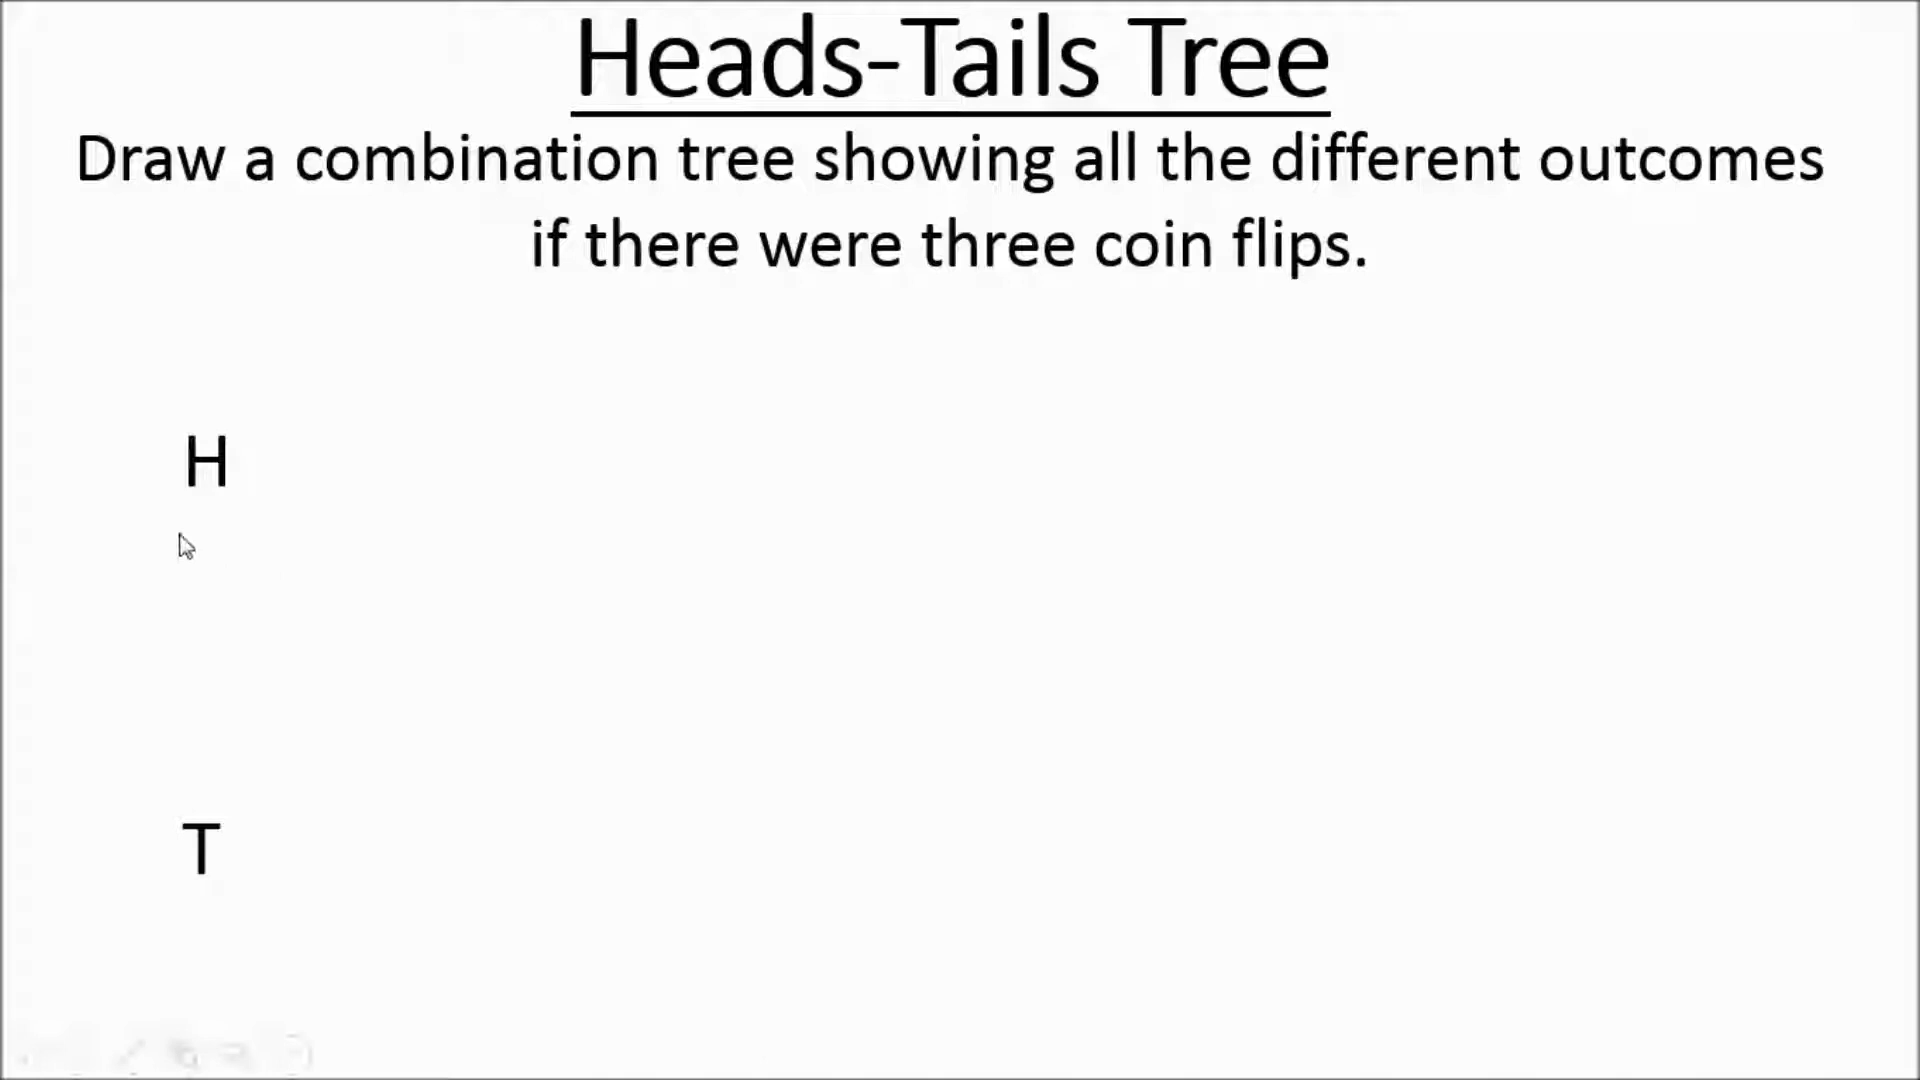 Heads-Tails Tree
Draw a combination tree showing all the different outcomes
if there were three coin flips.
H
T